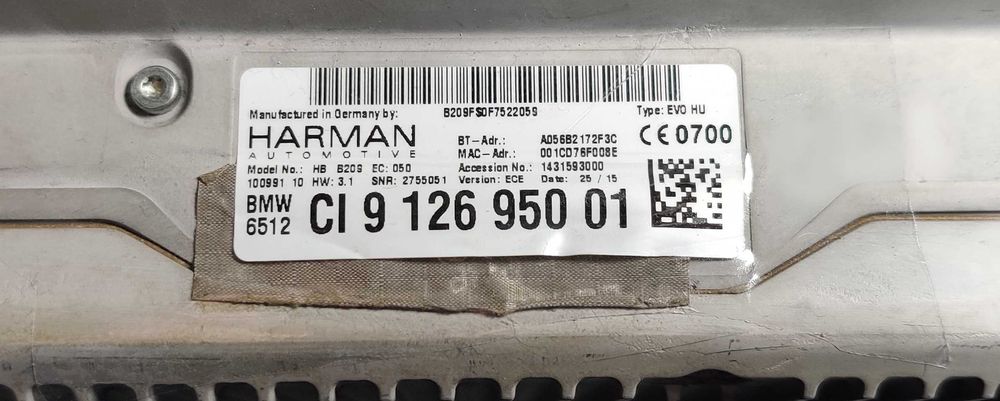 Manufactured in Germany by: B209FS0F7522059 Type: EVO HU
HARMAN
AUTOMOTIVE
BT-Adr.: A056B2172F3C
MAC-Adr.: 001CD76F008E
CE 0700
Model No.: HB B209 EC: 050 Accession No.: 1431593000
100991 10 HW: 3.1 SNR: 2755051 Version: ECE Date: 25 / 15
BMW
6512
CI 9 126 950 01